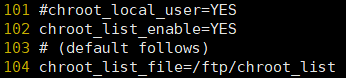 101 #chroot_local_user=YES
102 chroot_list_enable=YES
103 # (default follows)
104 chroot_list_file=/ftp/chroot_list